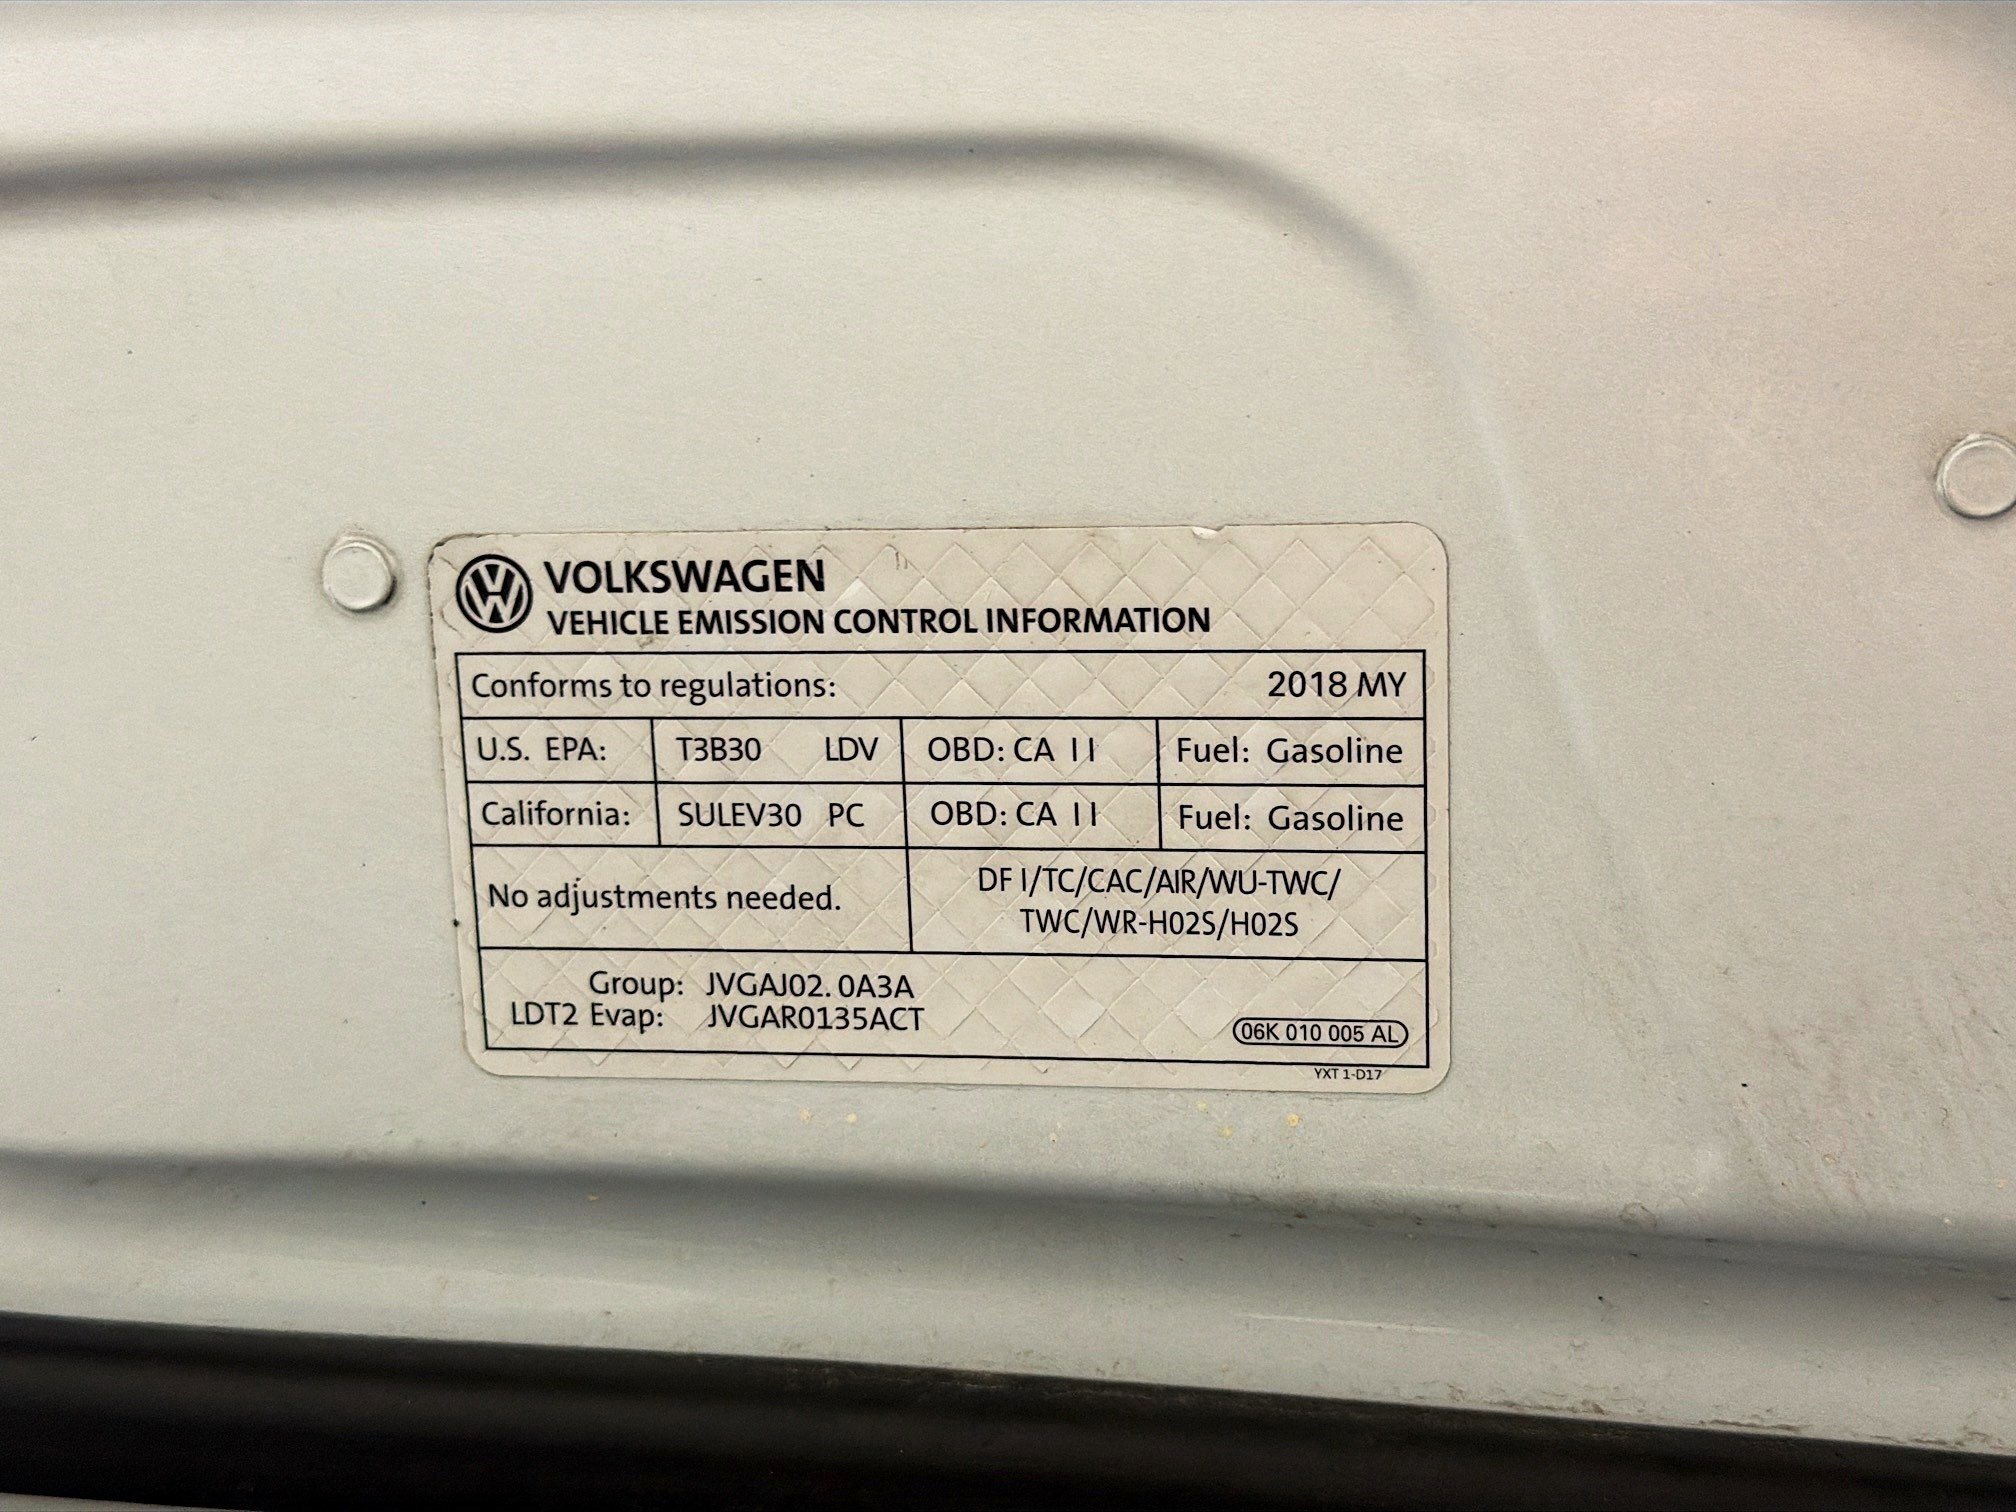 VOLKSWAGEN
VEHICLE EMISSION CONTROL INFORMATION
Conforms to regulations: 2018 MY
U.S. EPA: T3B30 LDV OBD: CA II Fuel: Gasoline
California: SULEV30 PC OBD: CA II Fuel: Gasoline
No adjustments needed.
DFI/TC/CAC/AIR/WU-TWC/
TWC/WR-HO2S/HO2S
Group: JVGAJ02.0A3A
LDT2 Evap: JVGAR0135ACT
06K 010 005 AL
YXT 1-D17